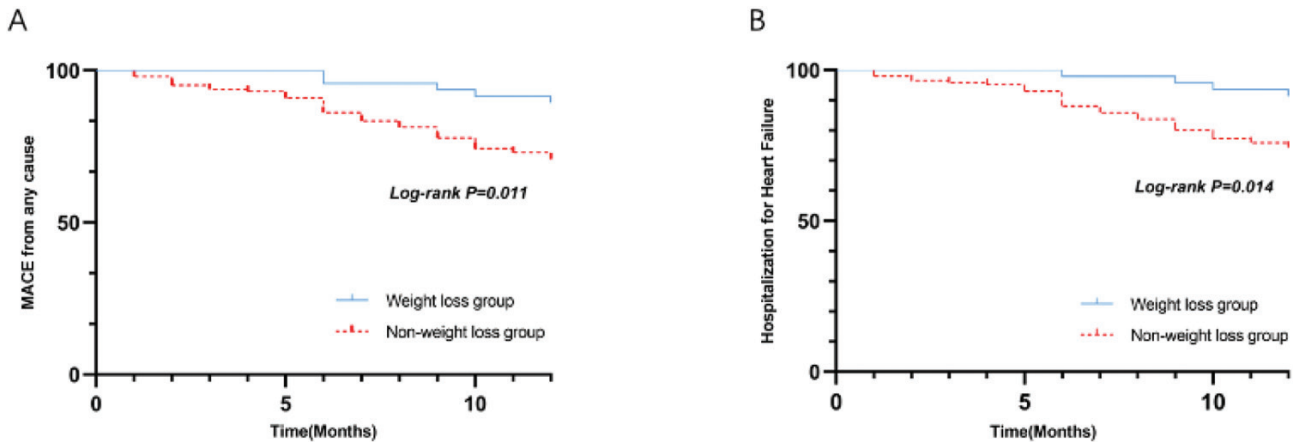 A
MACE from any cause
100
50
0
0
5
10
Time(Months)
Log-rank P=0.011
Weight loss group
Non-weight loss group
B
Hospitalization for Heart Failure
100
50
0
0
5
10
Time(Months)
Log-rank P=0.014
Weight loss group
Non-weight loss group